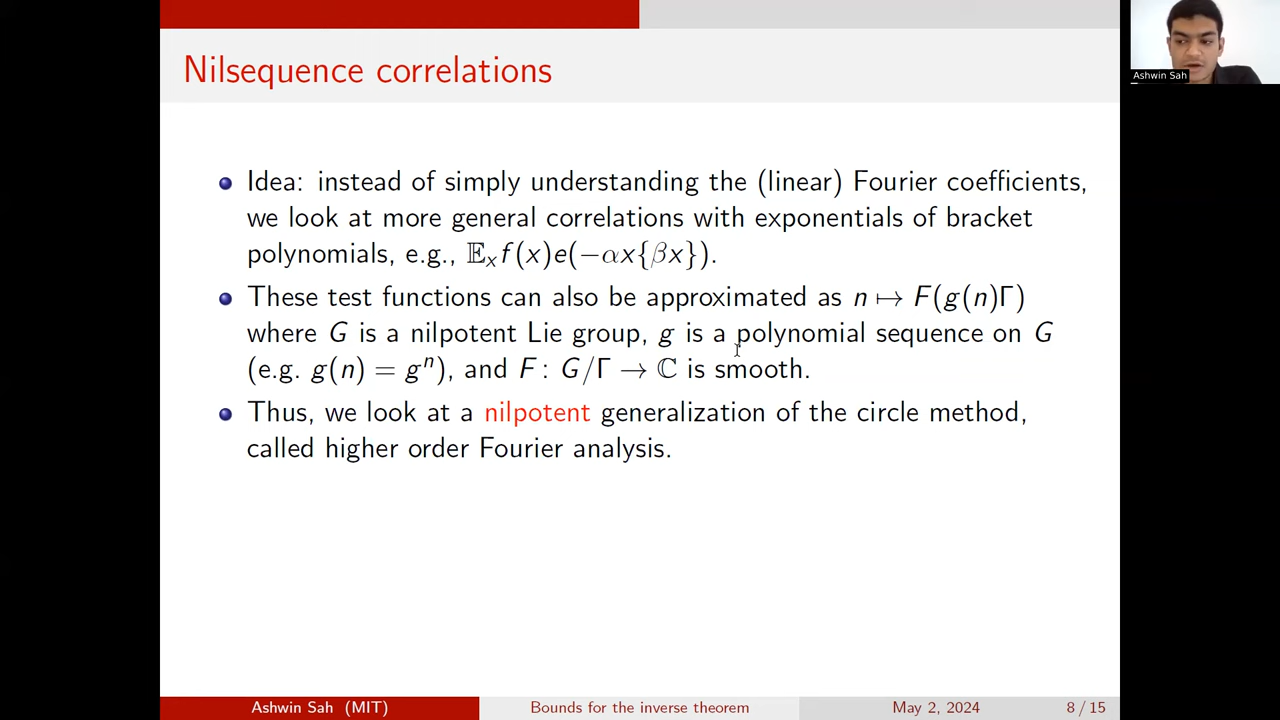 Nilsequence correlations
Idea: instead of simply understanding the (linear) Fourier coefficients,
we look at more general correlations with exponentials of bracket
polynomials, e.g., 𝔼ₓf(x)e(−αx{βx}).
These test functions can also be approximated as n ↦ F(g(n)Γ)
where G is a nilpotent Lie group, g is a polynomial sequence on G
(e.g. g(n) = gⁿ), and F: G/Γ → ℂ is smooth.
Thus, we look at a nilpotent generalization of the circle method,
called higher order Fourier analysis.
Ashwin Sah (MIT)
Bounds for the inverse theorem
May 2, 2024
8 / 15
Ashwin Sah